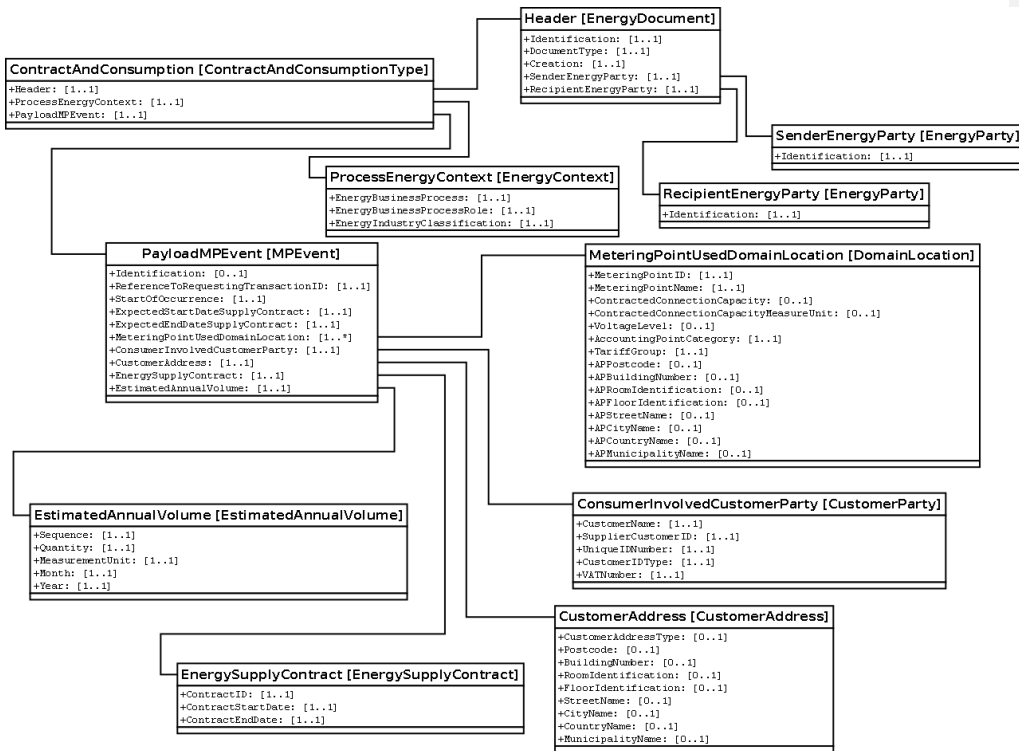 Header [EnergyDocument]
+Identification: [1..1]
+DocumentType: [1..1]
+Creation: [1..1]
+SenderEnergyParty: [1..1]
+RecipientEnergyParty: [1..1]
ContractAndConsumption [ContractAndConsumptionType]
+Header: [1..1]
+ProcessEnergyContext: [1..1]
+PayloadMPEvent: [1..1]
SenderEnergyParty [EnergyParty]
+Identification: [1..1]
ProcessEnergyContext [EnergyContext]
+EnergyBusinessProcess: [1..1]
+EnergyBusinessProcessRole: [1..1]
+EnergyIndustryClassification: [1..1]
RecipientEnergyParty [EnergyParty]
+Identification: [1..1]
PayloadMPEvent [MPEvent]
+Identification: [0..1]
+ReferenceToRequestingTransactionID: [1..1]
+StartOfOccurrence: [1..1]
+ExpectedStartDateSupplyContract: [1..1]
+ExpectedEndDateSupplyContract: [1..1]
+MeteringPointUsedDomainLocation: [1..*]
+ConsumerInvolvedCustomerParty: [1..1]
+CustomerAddress: [1..1]
+EnergySupplyContract: [1..1]
+EstimatedAnnualVolume: [1..1]
MeteringPointUsedDomainLocation [DomainLocation]
+MeteringPointID: [1..1]
+MeteringPointName: [1..1]
+ContractedConnectionCapacity: [0..1]
+ContractedConnectionCapacityMeasureUnit: [0..1]
+VoltageLevel: [0..1]
+AccountingPointCategory: [1..1]
+TariffGroup: [1..1]
+APPostcode: [0..1]
+APBuildingNumber: [0..1]
+APRoomIdentification: [0..1]
+APFloorIdentification: [0..1]
+APStreetName: [0..1]
+APCityName: [0..1]
+APCountryName: [0..1]
+APMunicipalityName: [0..1]
EstimatedAnnualVolume [EstimatedAnnualVolume]
+Sequence: [1..1]
+Quantity: [1..1]
+MeasurementUnit: [1..1]
+Month: [1..1]
+Year: [1..1]
ConsumerInvolvedCustomerParty [CustomerParty]
+CustomerName: [1..1]
+SupplierCustomerID: [1..1]
+UniqueIDNumber: [1..1]
+CustomerIDType: [1..1]
+VATNumber: [1..1]
CustomerAddress [CustomerAddress]
+CustomerAddressType: [0..1]
+Postcode: [0..1]
+BuildingNumber: [0..1]
+RoomIdentification: [0..1]
+FloorIdentification: [0..1]
+StreetName: [0..1]
+CityName: [0..1]
+CountryName: [0..1]
+MunicipalityName: [0..1]
EnergySupplyContract [EnergySupplyContract]
+ContractID: [1..1]
+ContractStartDate: [1..1]
+ContractEndDate: [1..1]